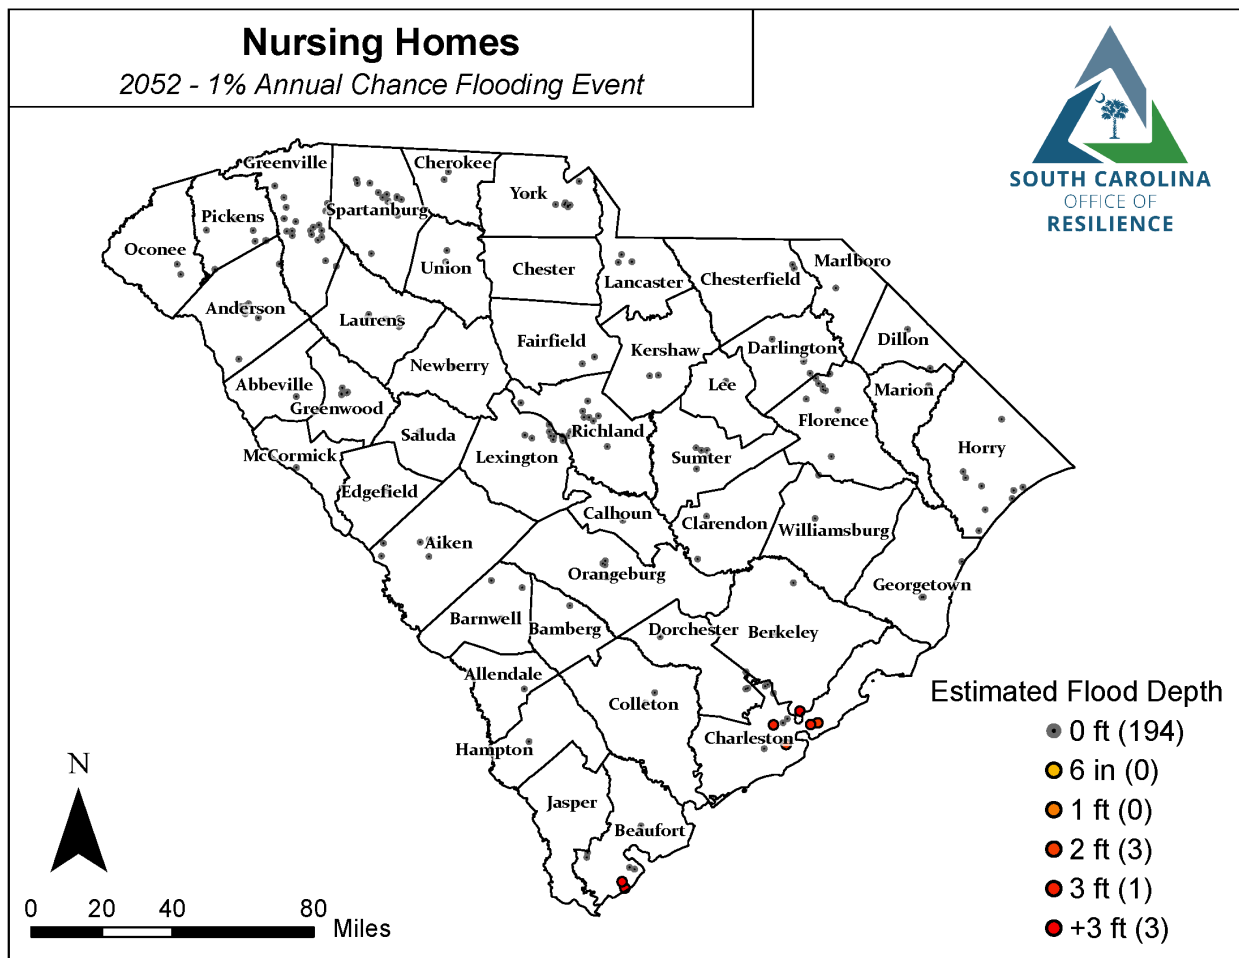 Nursing Homes
2052 - 1% Annual Chance Flooding Event
SOUTH CAROLINA
OFFICE OF
RESILIENCE
Greenville
Cherokee
York
Pickens
Spartanburg
Oconee
Union
Chester
Lancaster
Chesterfield
Marlboro
Anderson
Laurens
Fairfield
Kershaw
Darlington
Dillon
Newberry
Abbeville
Greenwood
Lee
Marion
Saluda
Richland
Florence
Horry
McCormick
Lexington
Sumter
Edgefield
Calhoun
Clarendon
Williamsburg
Aiken
Orangeburg
Georgetown
Barnwell
Bamberg
Dorchester
Berkeley
Allendale
Colleton
Hampton
Charleston
Jasper
Beaufort
Estimated Flood Depth
0 ft (194)
6 in (0)
1 ft (0)
2 ft (3)
3 ft (1)
+3 ft (3)
N
0 20 40 80 Miles